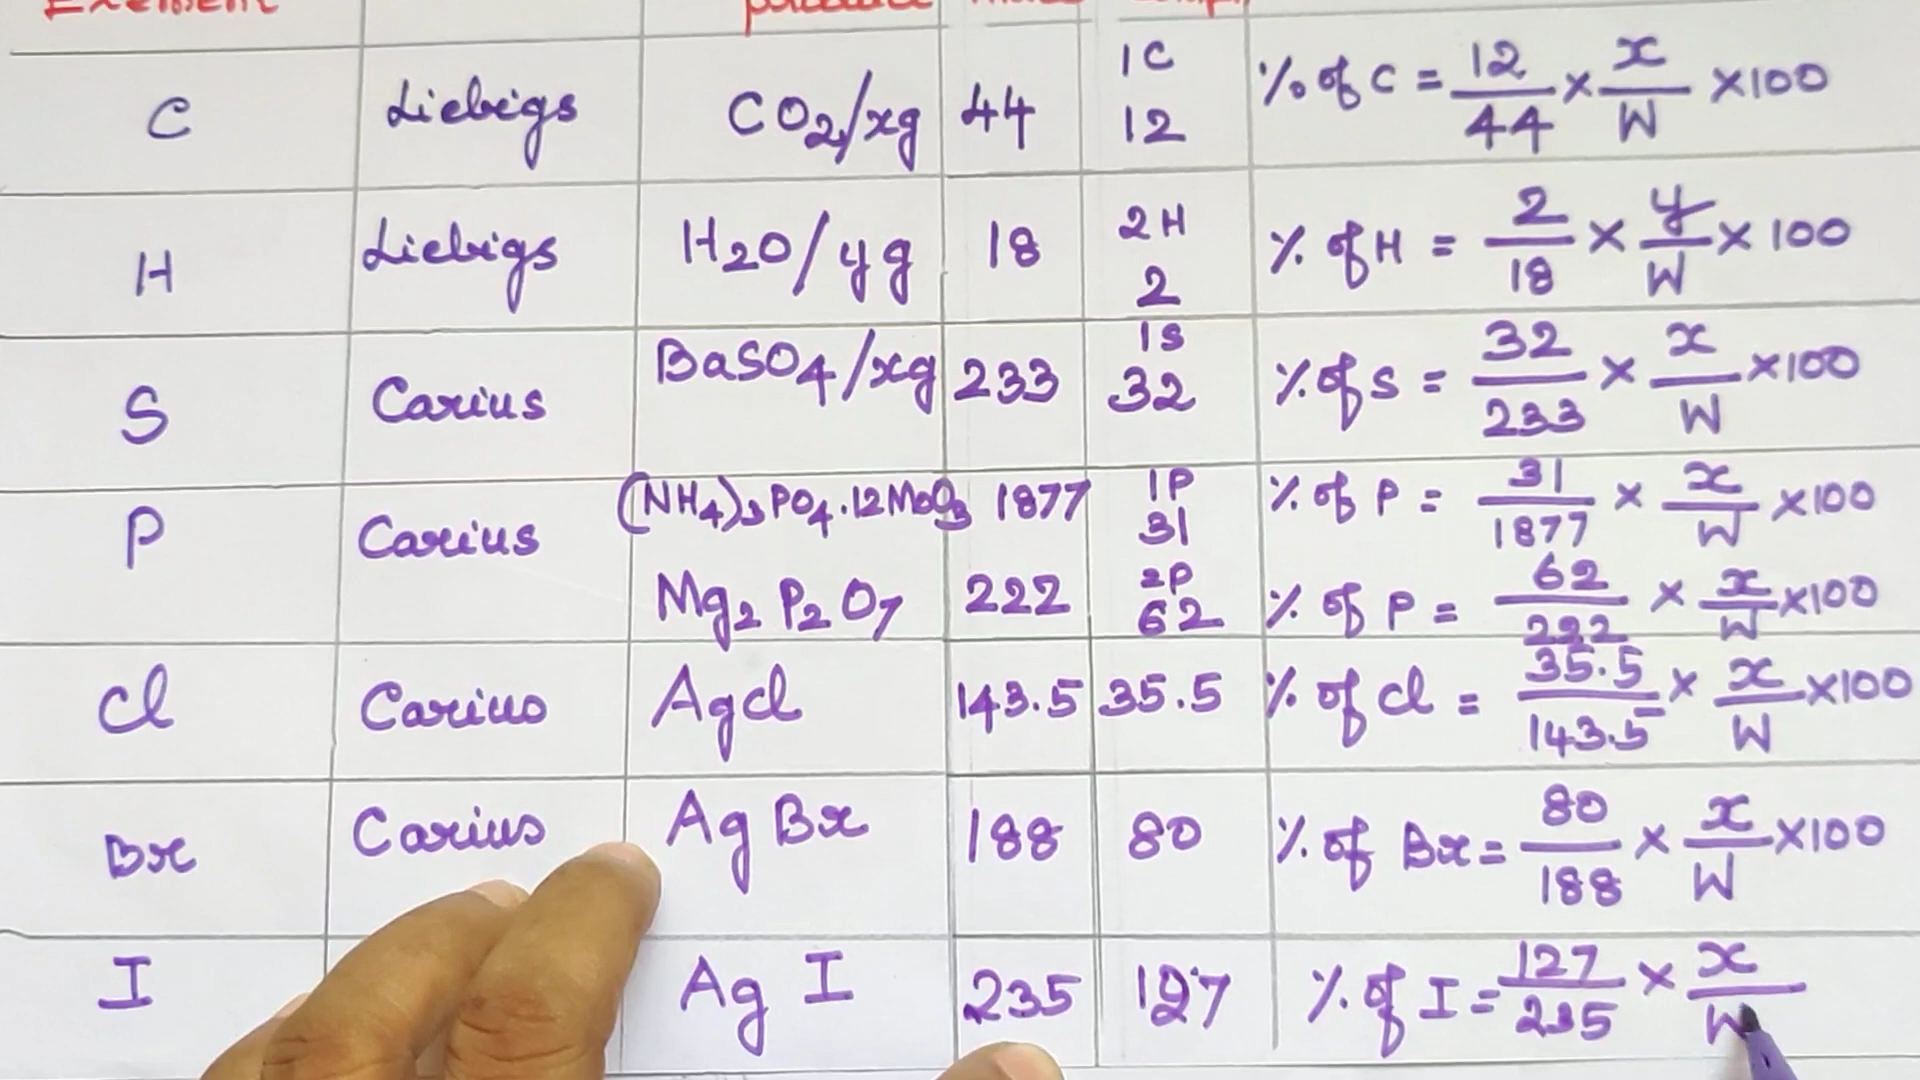 Element
product
C Liebigs CO2/xg 44 1C 12 % of C = 12/44 × x/W ×100
H Liebigs H2O/yg 18 2H 2 % of H = 2/18 × y/W × 100
S Carius BaSO4/xg 233 1S 32 % of S = 32/233 × x/W ×100
P Carius (NH4)3PO4.12MoO3 1877 1P 31 % of P = 31/1877 × x/W ×100
Mg2P2O7 222 2P 62 % of P = 62/222 × x/W ×100
Cl Carius Agcl 143.5 35.5 % of cl = 35.5/143.5 × x/W ×100
Br Carius AgBr 188 80 % of Br = 80/188 × x/W ×100
I AgI 235 127 % of I = 127/235 × x/W